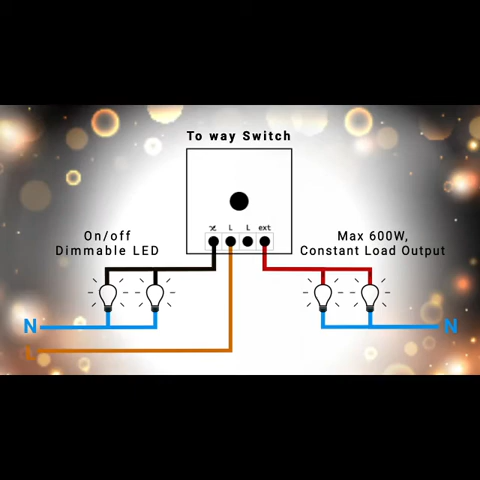 To way Switch
L L ext
On/off
Dimmable LED
Max 600W,
Constant Load Output
N
N
L